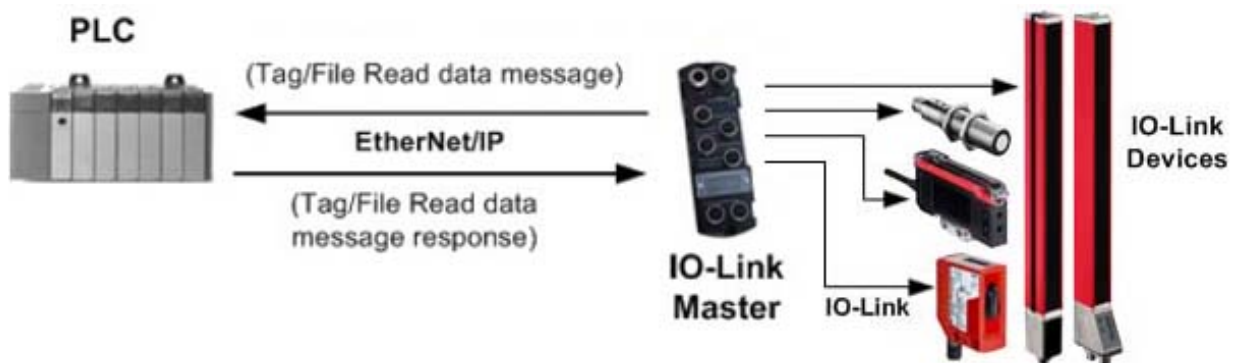 PLC
(Tag/File Read data message)
EtherNet/IP
(Tag/File Read data
message response)
IO-Link
Master
IO-Link
IO-Link
Devices